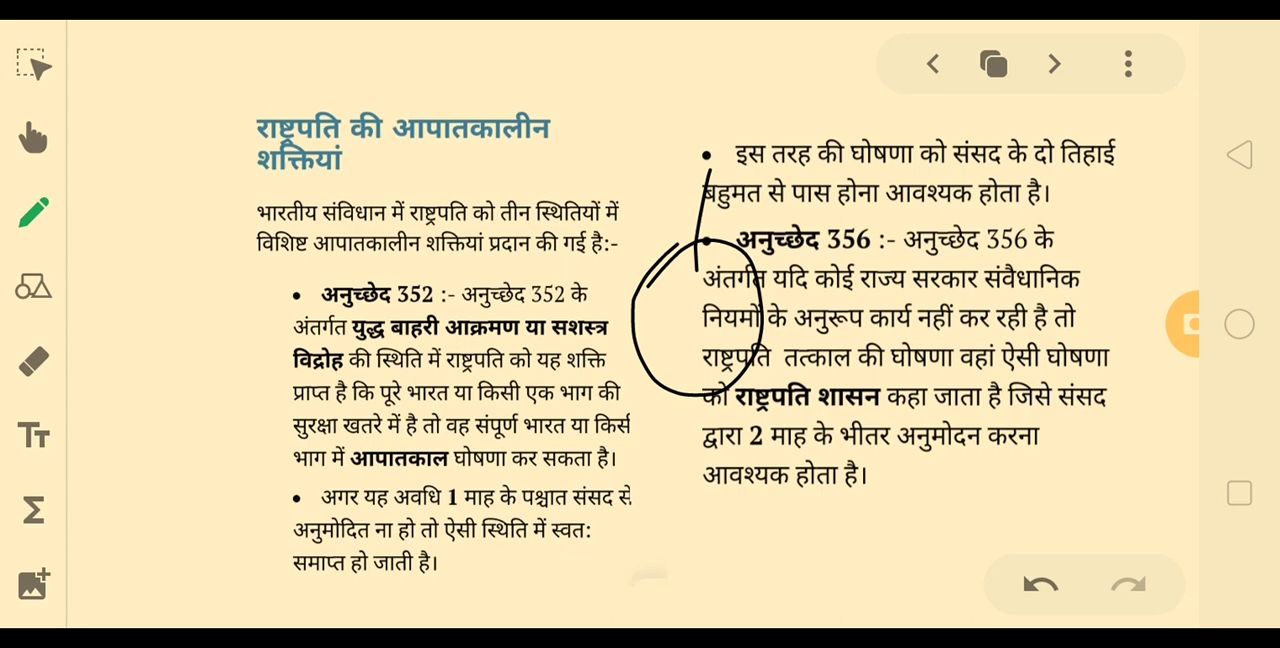 राष्ट्रपति की आपातकालीन
शक्तियां
भारतीय संविधान में राष्ट्रपति को तीन स्थितियों में
विशिष्ट आपातकालीन शक्तियां प्रदान की गई है:-
• अनुच्छेद 352 :- अनुच्छेद 352 के
अंतर्गत युद्ध बाहरी आक्रमण या सशस्त्र
विद्रोह की स्थिति में राष्ट्रपति को यह शक्ति
प्राप्त है कि पूरे भारत या किसी एक भाग की
सुरक्षा खतरे में है तो वह संपूर्ण भारत या किसी
भाग में आपातकाल घोषणा कर सकता है।
• अगर यह अवधि 1 माह के पश्चात संसद से
अनुमोदित ना हो तो ऐसी स्थिति में स्वत:
समाप्त हो जाती है।
• इस तरह की घोषणा को संसद के दो तिहाई
बहुमत से पास होना आवश्यक होता है।
• अनुच्छेद 356 :- अनुच्छेद 356 के
अंतर्गत यदि कोई राज्य सरकार संवैधानिक
नियमों के अनुरूप कार्य नहीं कर रही है तो
राष्ट्रपति तत्काल की घोषणा वहां ऐसी घोषणा
को राष्ट्रपति शासन कहा जाता है जिसे संसद
द्वारा 2 माह के भीतर अनुमोदन करना
आवश्यक होता है।